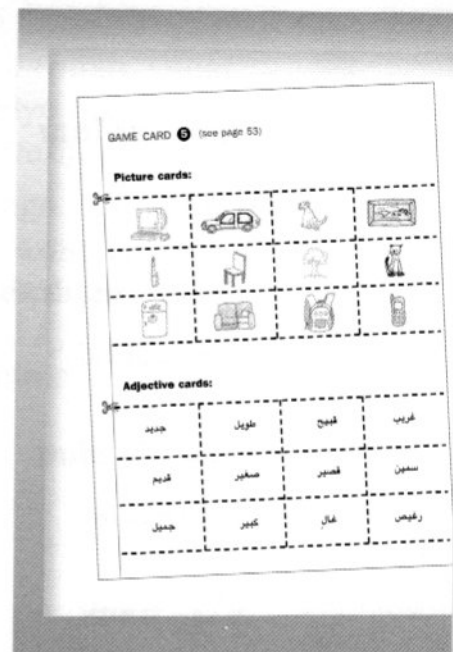 GAME CARD 5 (see page 53)
Picture cards:
Adjective cards:
غريب قبيح طويل جديد
سمين قصير صغير قديم
رخيص غالٍ كبير جميل